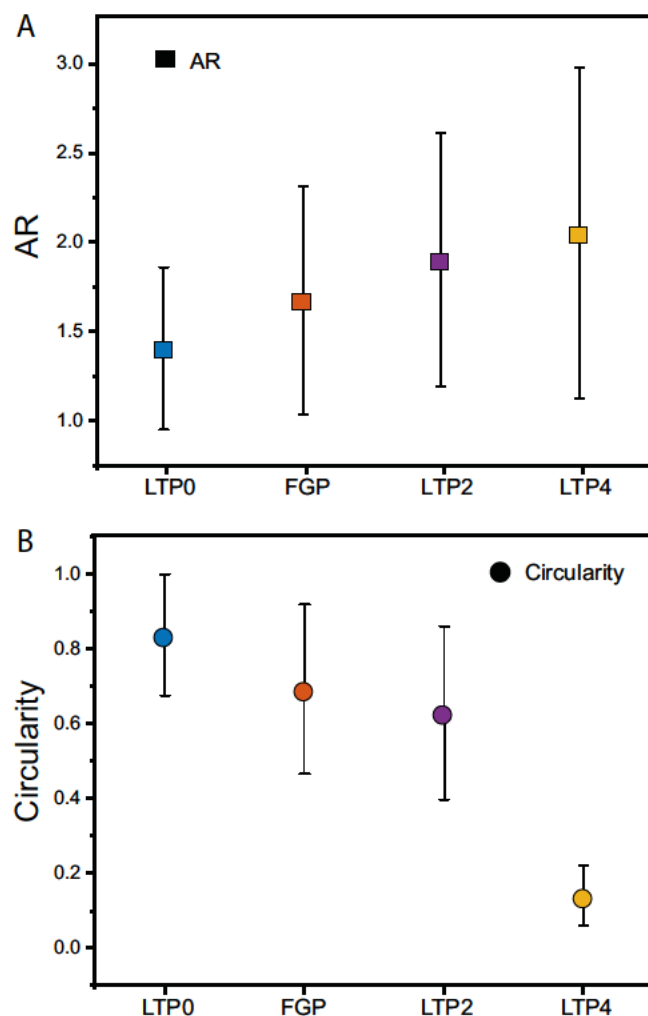 A
AR
3.0
2.5
2.0
1.5
1.0
AR
LTP0 FGP LTP2 LTP4
B
Circularity
1.0
0.8
0.6
0.4
0.2
0.0
Circularity
LTP0 FGP LTP2 LTP4